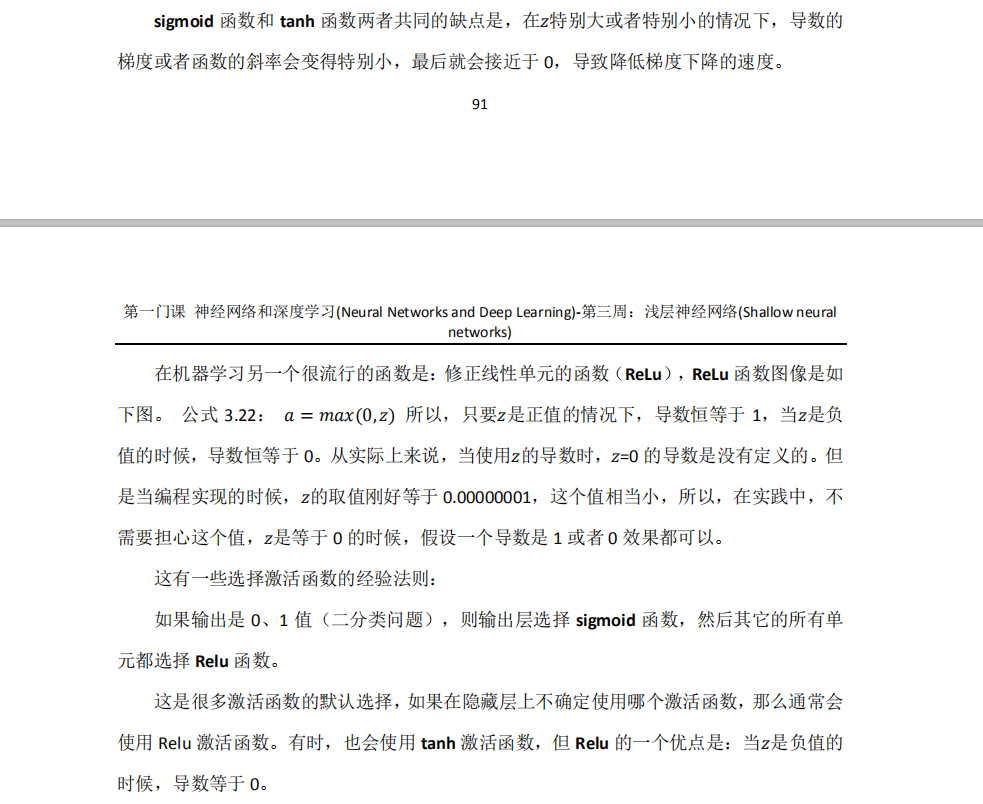 sigmoid 函数和 tanh 函数两者共同的缺点是，在z特别大或者特别小的情况下，导数的
梯度或者函数的斜率会变得特别小，最后就会接近于 0，导致降低梯度下降的速度。
91
第一门课 神经网络和深度学习(Neural Networks and Deep Learning)-第三周：浅层神经网络(Shallow neural
networks)
在机器学习另一个很流行的函数是：修正线性单元的函数（ReLu），ReLu 函数图像是如
下图。 公式 3.22： a = max(0,z) 所以，只要z是正值的情况下，导数恒等于 1，当z是负
值的时候，导数恒等于 0。从实际上来说，当使用z的导数时，z=0 的导数是没有定义的。但
是当编程实现的时候，z的取值刚好等于 0.00000001，这个值相当小，所以，在实践中，不
需要担心这个值，z是等于 0 的时候，假设一个导数是 1 或者 0 效果都可以。
这有一些选择激活函数的经验法则：
如果输出是 0、1 值（二分类问题），则输出层选择 sigmoid 函数，然后其它的所有单
元都选择 Relu 函数。
这是很多激活函数的默认选择，如果在隐藏层上不确定使用哪个激活函数，那么通常会
使用 Relu 激活函数。有时，也会使用 tanh 激活函数，但 Relu 的一个优点是：当z是负值的
时候，导数等于 0。